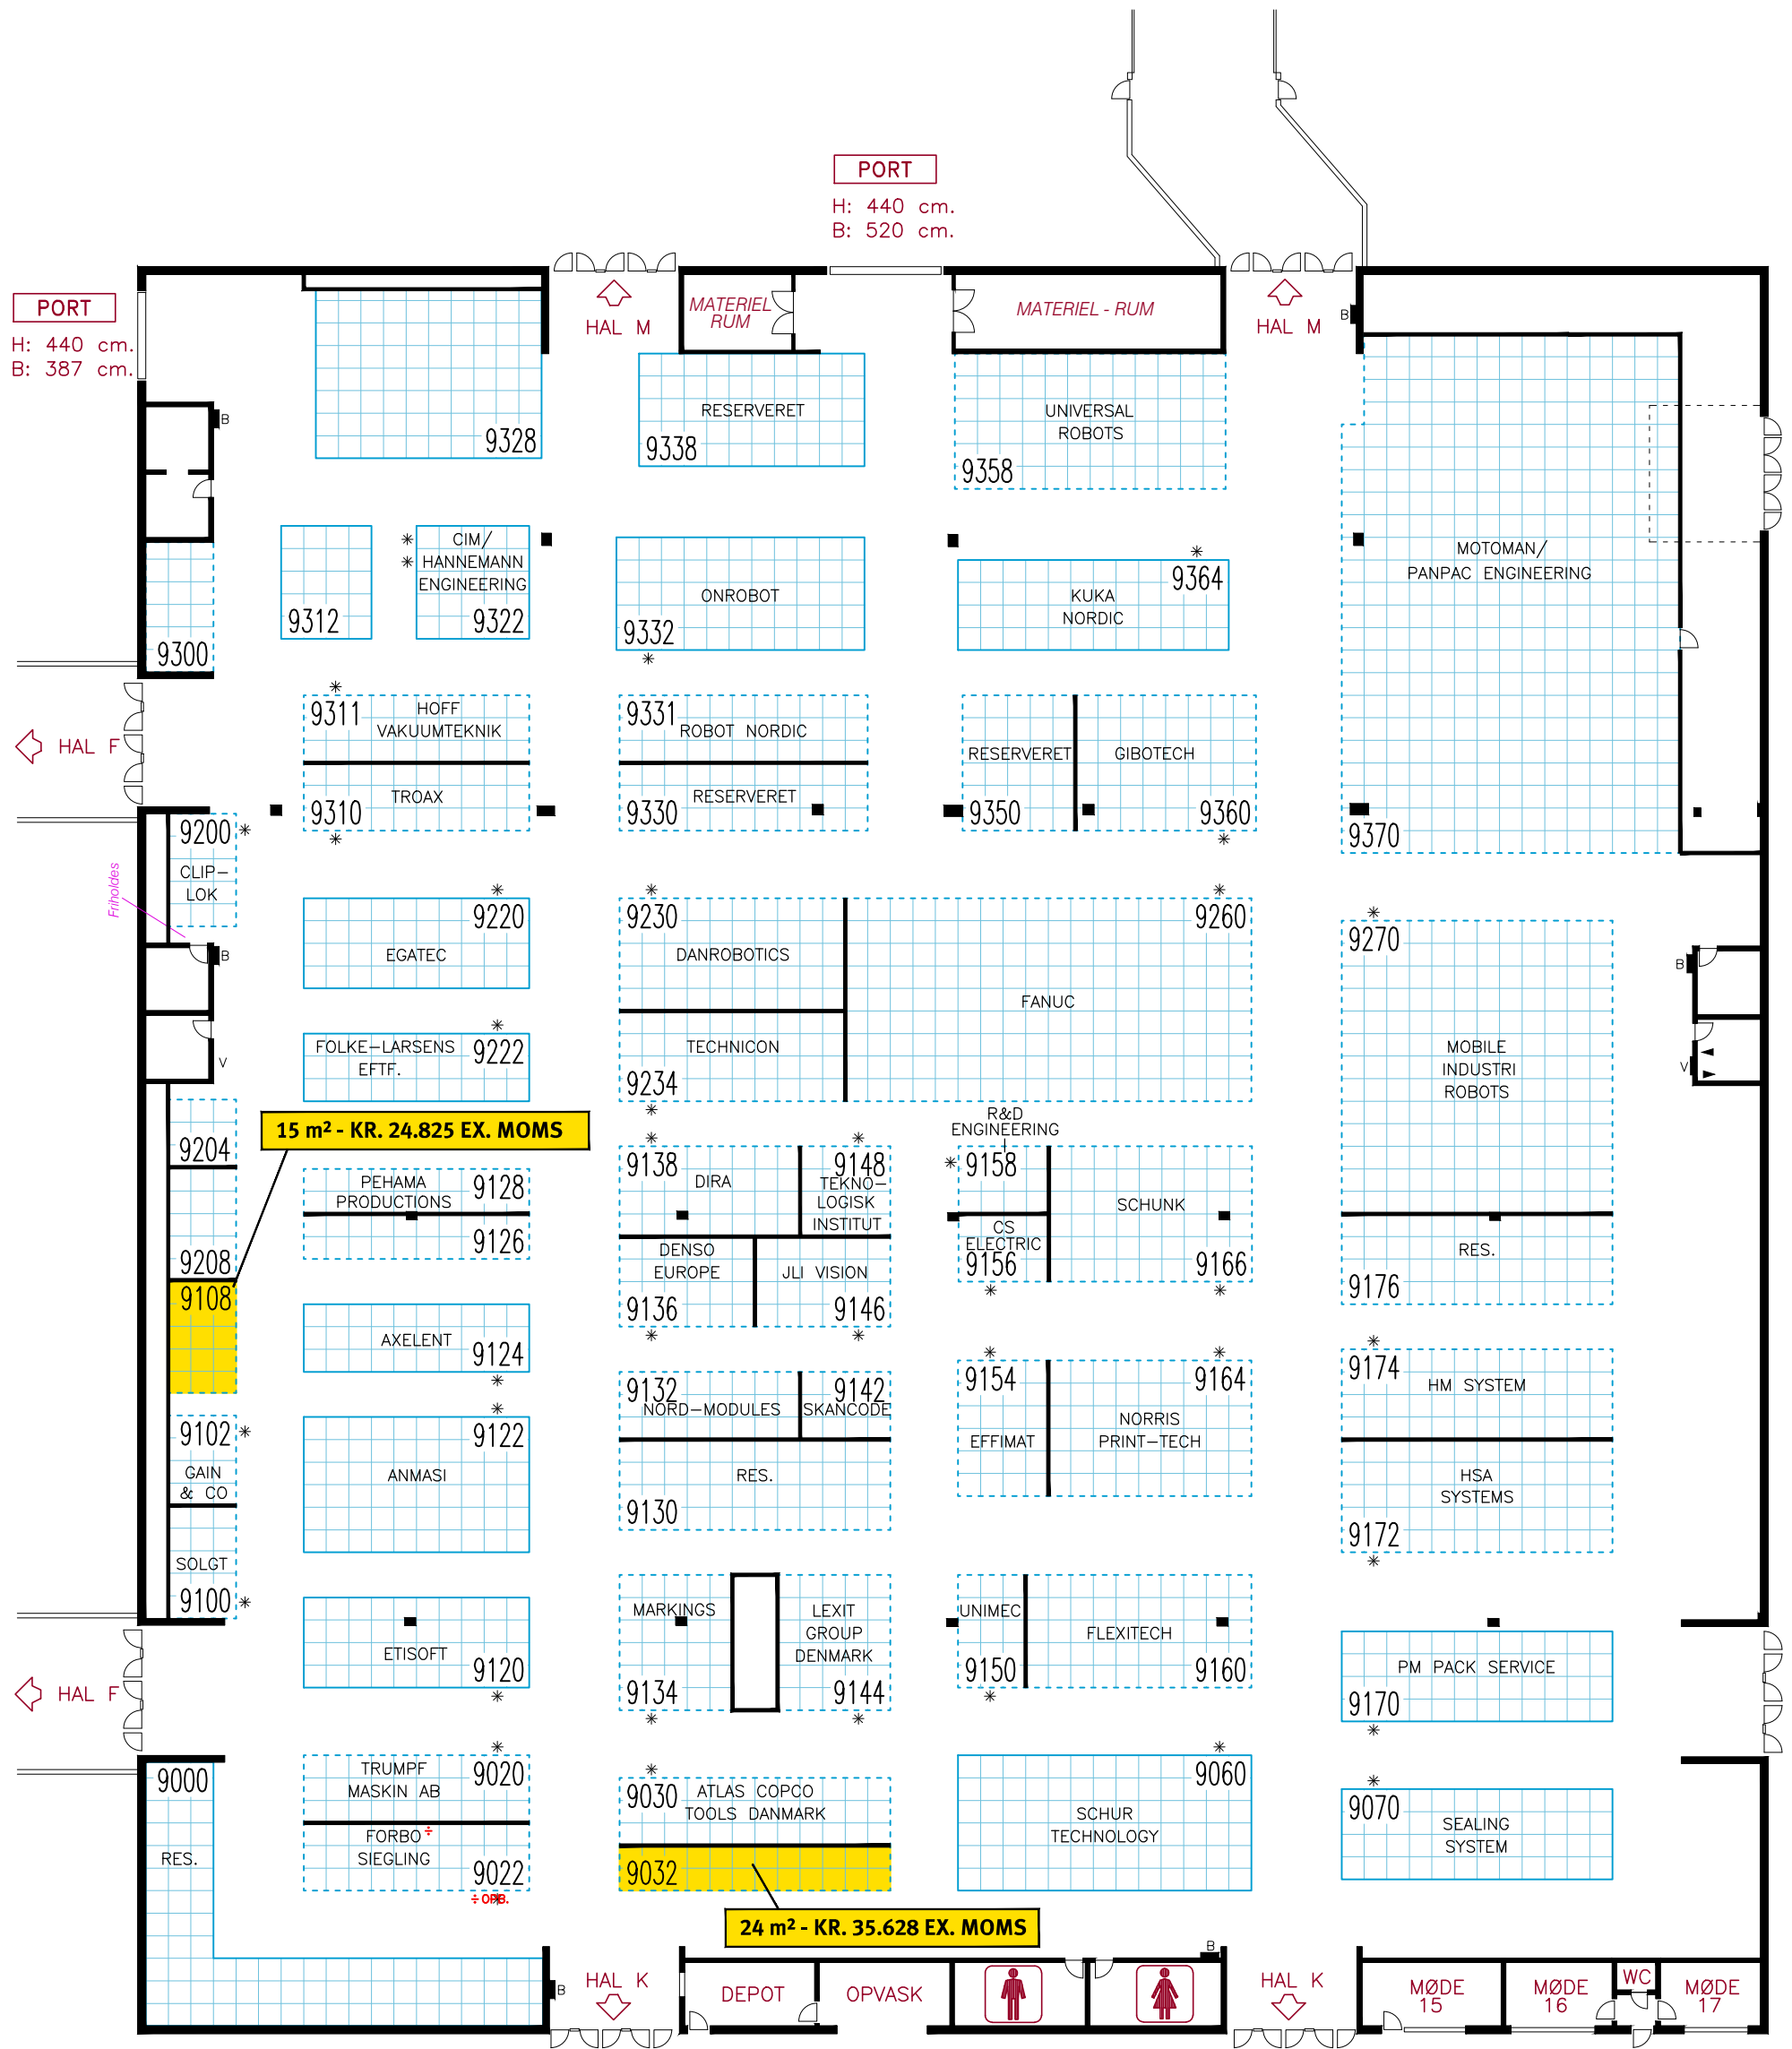 PORT
H: 440 cm.
B: 520 cm.
PORT
H: 440 cm.
B: 387 cm.
HAL M
MATERIEL
RUM
MATERIEL - RUM
HAL M
B
B
9328
RESERVERET
9338
UNIVERSAL
ROBOTS
9358
9300
9312
* CIM/
* HANNEMANN
ENGINEERING
9322
ONROBOT
9332
*
*
9364
KUKA
NORDIC
MOTOMAN/
PANPAC ENGINEERING
9370
HAL F
*
9311
HOFF
VAKUUMTEKNIK
TROAX
9310
*
9331
ROBOT NORDIC
RESERVERET
9330
RESERVERET
9350
GIBOTECH
9360
*
9200 *
CLIP-
LOK
Friholdes
B
V
*
9220
EGATEC
*
FOLKE-LARSENS
EFTF.
9222
*
9230
DANROBOTICS
TECHNICON
9234
*
*
9260
FANUC
*
9270
MOBILE
INDUSTRI
ROBOTS
B
V
RES.
9176
9204
9208
9108
15 m² - KR. 24.825 EX. MOMS
PEHAMA
PRODUCTIONS
9128
9126
*
9138
DIRA
*
9148
TEKNO-
LOGISK
INSTITUT
DENSO
EUROPE
9136
*
JLI VISION
9146
*
R&D
ENGINEERING
* 9158
CS
ELECTRIC
9156
*
SCHUNK
9166
*
AXELENT
9124
*
9102 *
GAIN
& CO
SOLGT
9100 *
*
9122
ANMASI
9132
NORD-MODULES
9142
SKANCODE
RES.
9130
*
9154
EFFIMAT
*
9164
NORRIS
PRINT-TECH
*
9174
HM SYSTEM
HSA
SYSTEMS
9172
*
HAL F
ETISOFT
9120
*
MARKINGS
9134
*
LEXIT
GROUP
DENMARK
9144
*
UNIMEC
9150
*
FLEXITECH
9160
PM PACK SERVICE
9170
*
9000
RES.
*
TRUMPF
MASKIN AB
9020
FORBO ÷
SIEGLING
9022
÷ OPB.
*
*
9030
ATLAS COPCO
TOOLS DANMARK
9032
24 m² - KR. 35.628 EX. MOMS
*
9060
SCHUR
TECHNOLOGY
*
9070
SEALING
SYSTEM
B
HAL K
DEPOT
OPVASK
B
HAL K
MØDE
15
MØDE
16
WC
MØDE
17